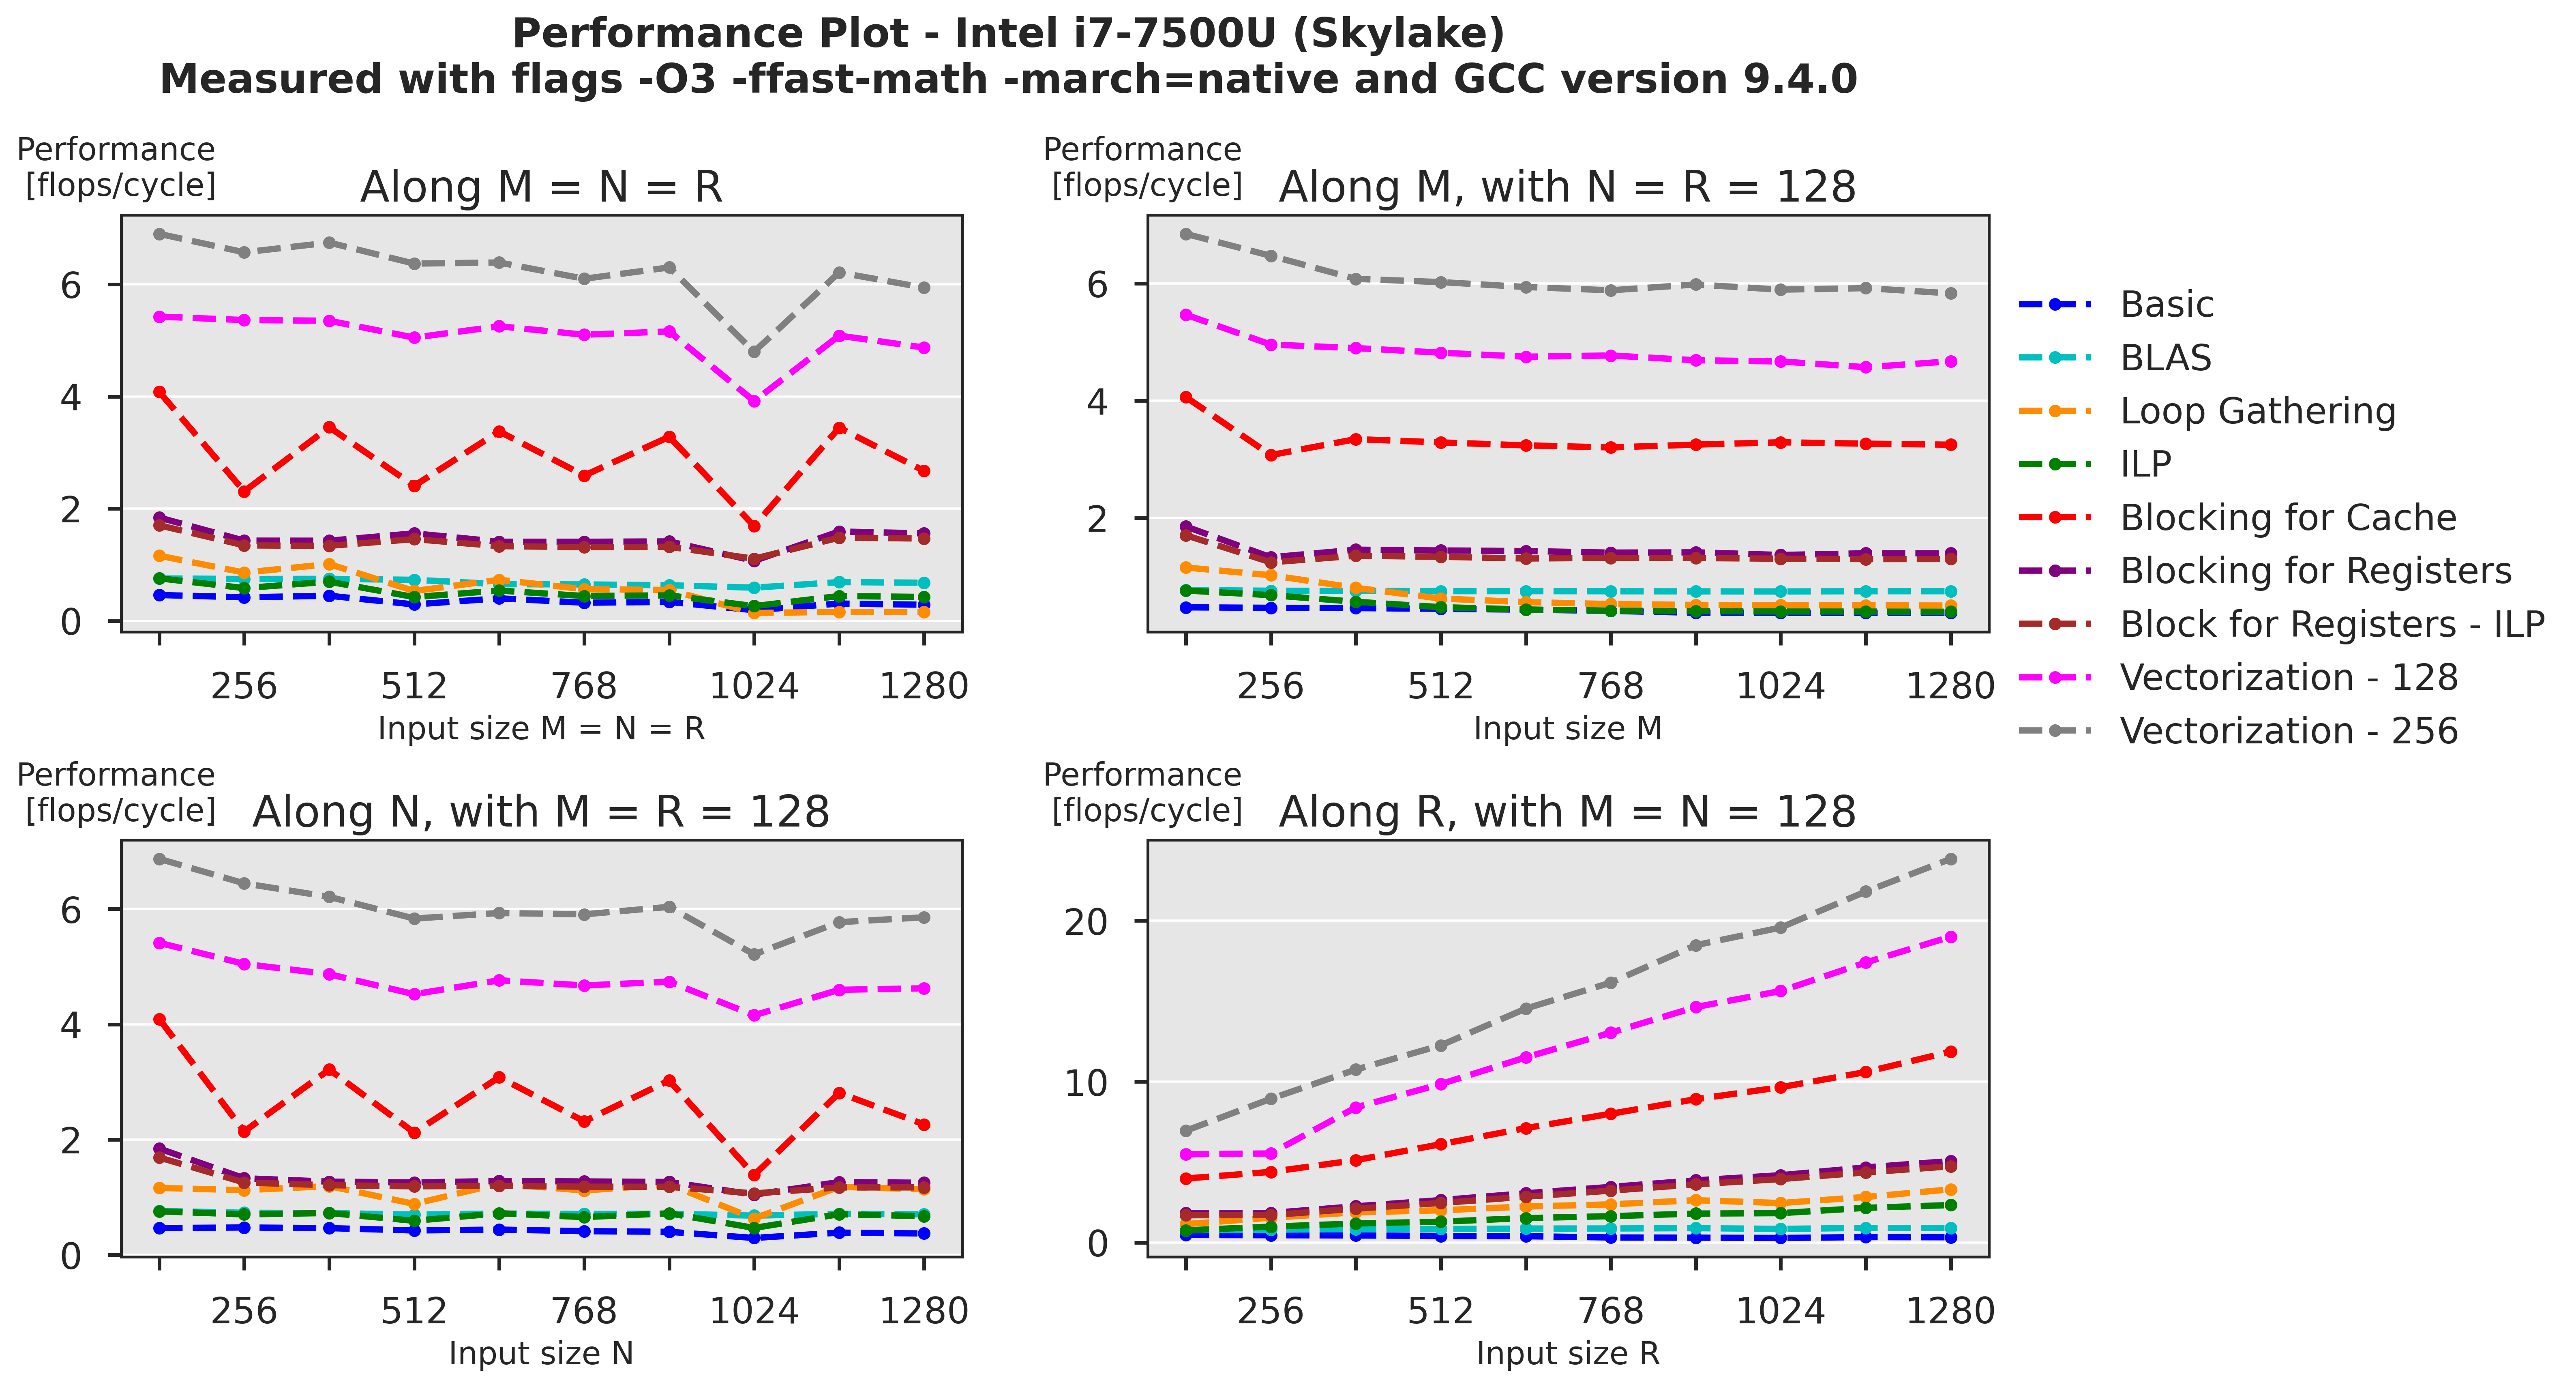 Performance Plot - Intel i7-7500U (Skylake)
Measured with flags -O3 -ffast-math -march=native and GCC version 9.4.0
Performance
[flops/cycle]
Along M = N = R
6
4
2
0
256 512 768 1024 1280
Input size M = N = R
Performance
[flops/cycle]
Along M, with N = R = 128
6
4
2
256 512 768 1024 1280
Input size M
Basic
BLAS
Loop Gathering
ILP
Blocking for Cache
Blocking for Registers
Block for Registers - ILP
Vectorization - 128
Vectorization - 256
Performance
[flops/cycle]
Along N, with M = R = 128
6
4
2
0
256 512 768 1024 1280
Input size N
Performance
[flops/cycle]
Along R, with M = N = 128
20
10
0
256 512 768 1024 1280
Input size R